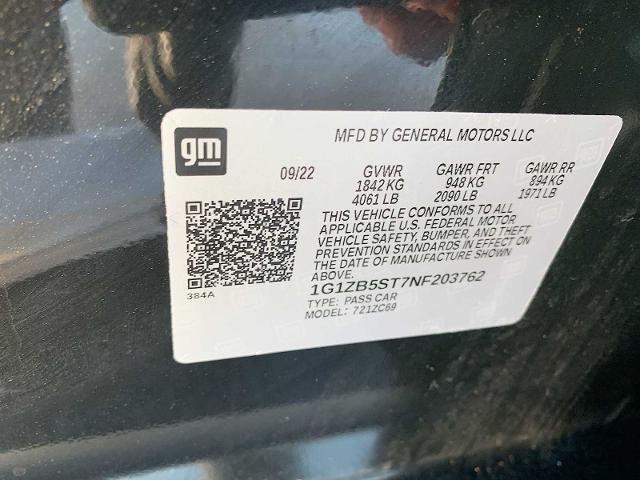 gm
MFD BY GENERAL MOTORS LLC
09/22 GVWR GAWR FRT GAWR RR
1842 KG 948 KG 894 KG
4061 LB 2090 LB 1971 LB
THIS VEHICLE CONFORMS TO ALL
APPLICABLE U.S. FEDERAL MOTOR
VEHICLE SAFETY, BUMPER, AND THEFT
PREVENTION STANDARDS IN EFFECT ON
THE DATE OF MANUFACTURE SHOWN
ABOVE.
384A
1G1ZB5ST7NF203762
TYPE: PASS CAR
MODEL: 721ZC69